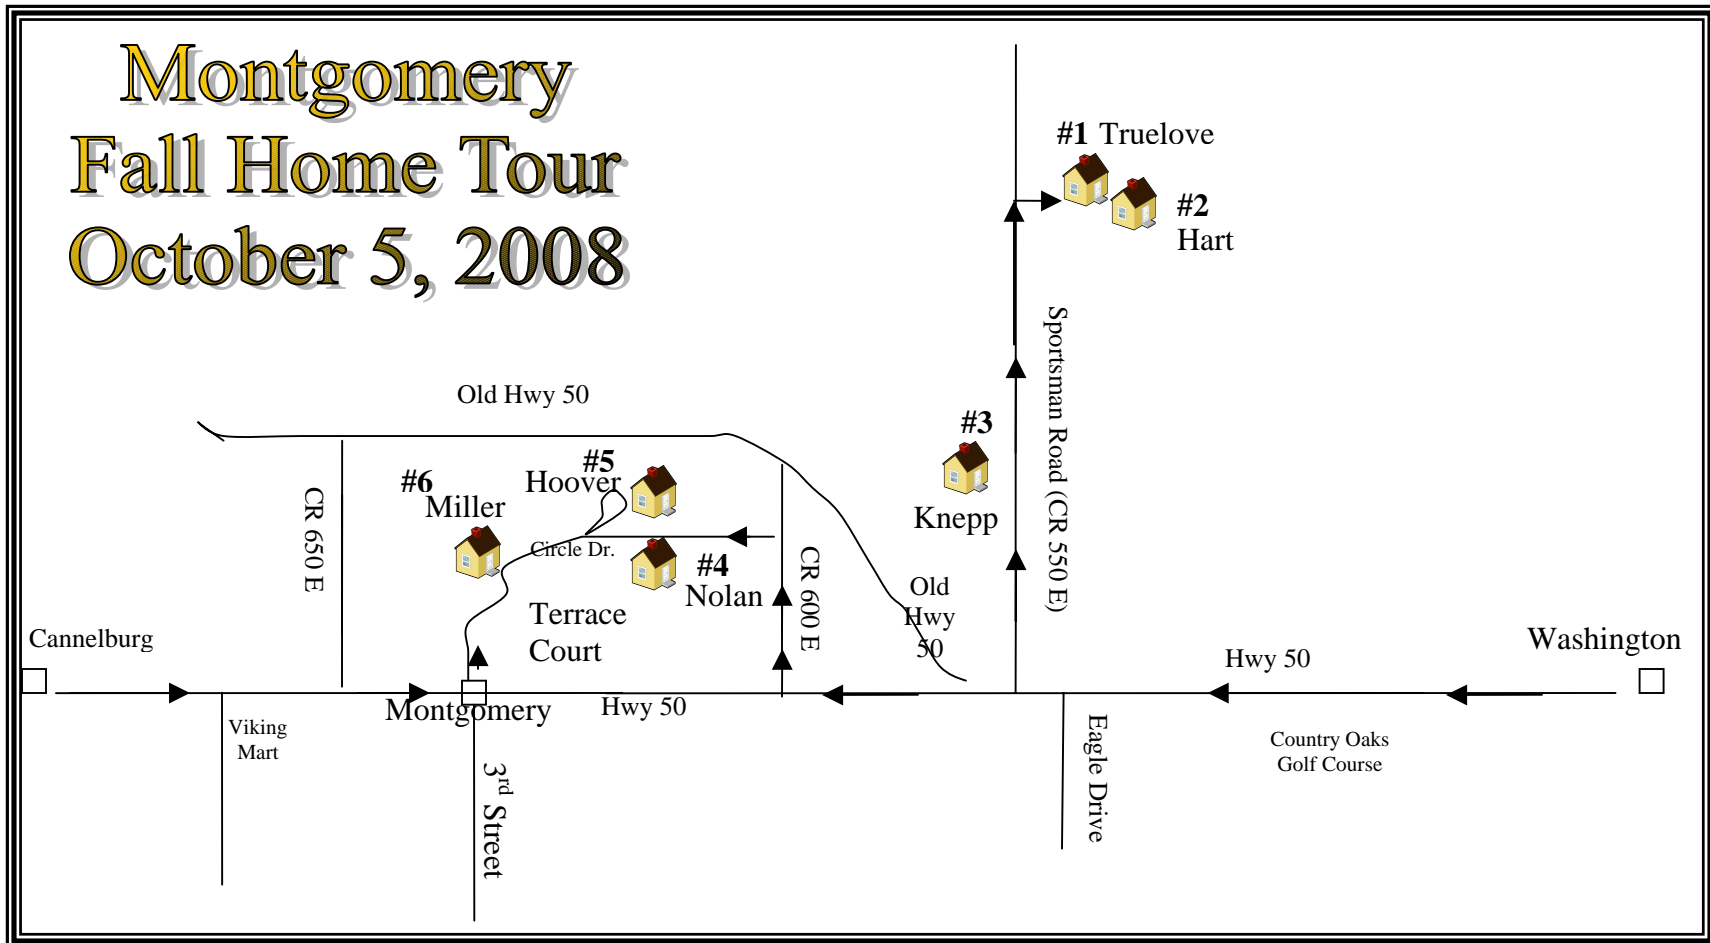 Montgomery
Fall Home Tour
October 5, 2008
#1 Truelove
#2
Hart
Sportsman Road (CR 550 E)
Old Hwy 50
#3
Knepp
#5
Hoover
#6
Miller
CR 650 E
Circle Dr.
#4
Nolan
CR 600 E
Old
Hwy
50
Terrace
Court
Cannelburg
Washington
Hwy 50
Montgomery
Hwy 50
Viking
Mart
3rd Street
Eagle Drive
Country Oaks
Golf Course